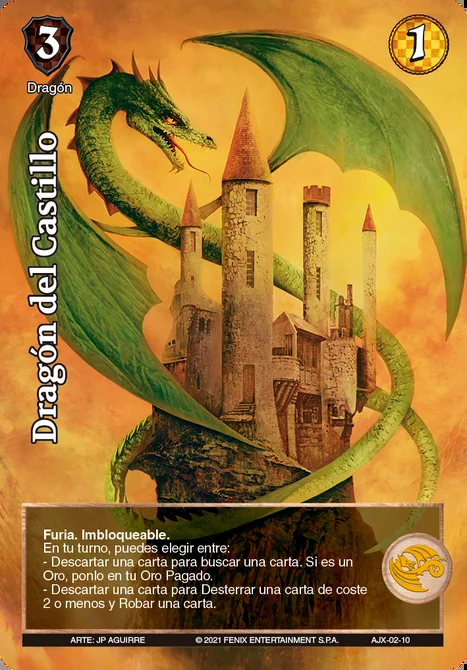 3
1
Dragón
Dragón del Castillo
Furia. Imbloqueable.
En tu turno, puedes elegir entre:
- Descartar una carta para buscar una carta. Si es un
Oro, ponlo en tu Oro Pagado.
- Descartar una carta para Desterrar una carta de coste
2 o menos y Robar una carta.
ARTE: JP AGUIRRE © 2021 FENIX ENTERTAINMENT S.P.A. AJX-02-10